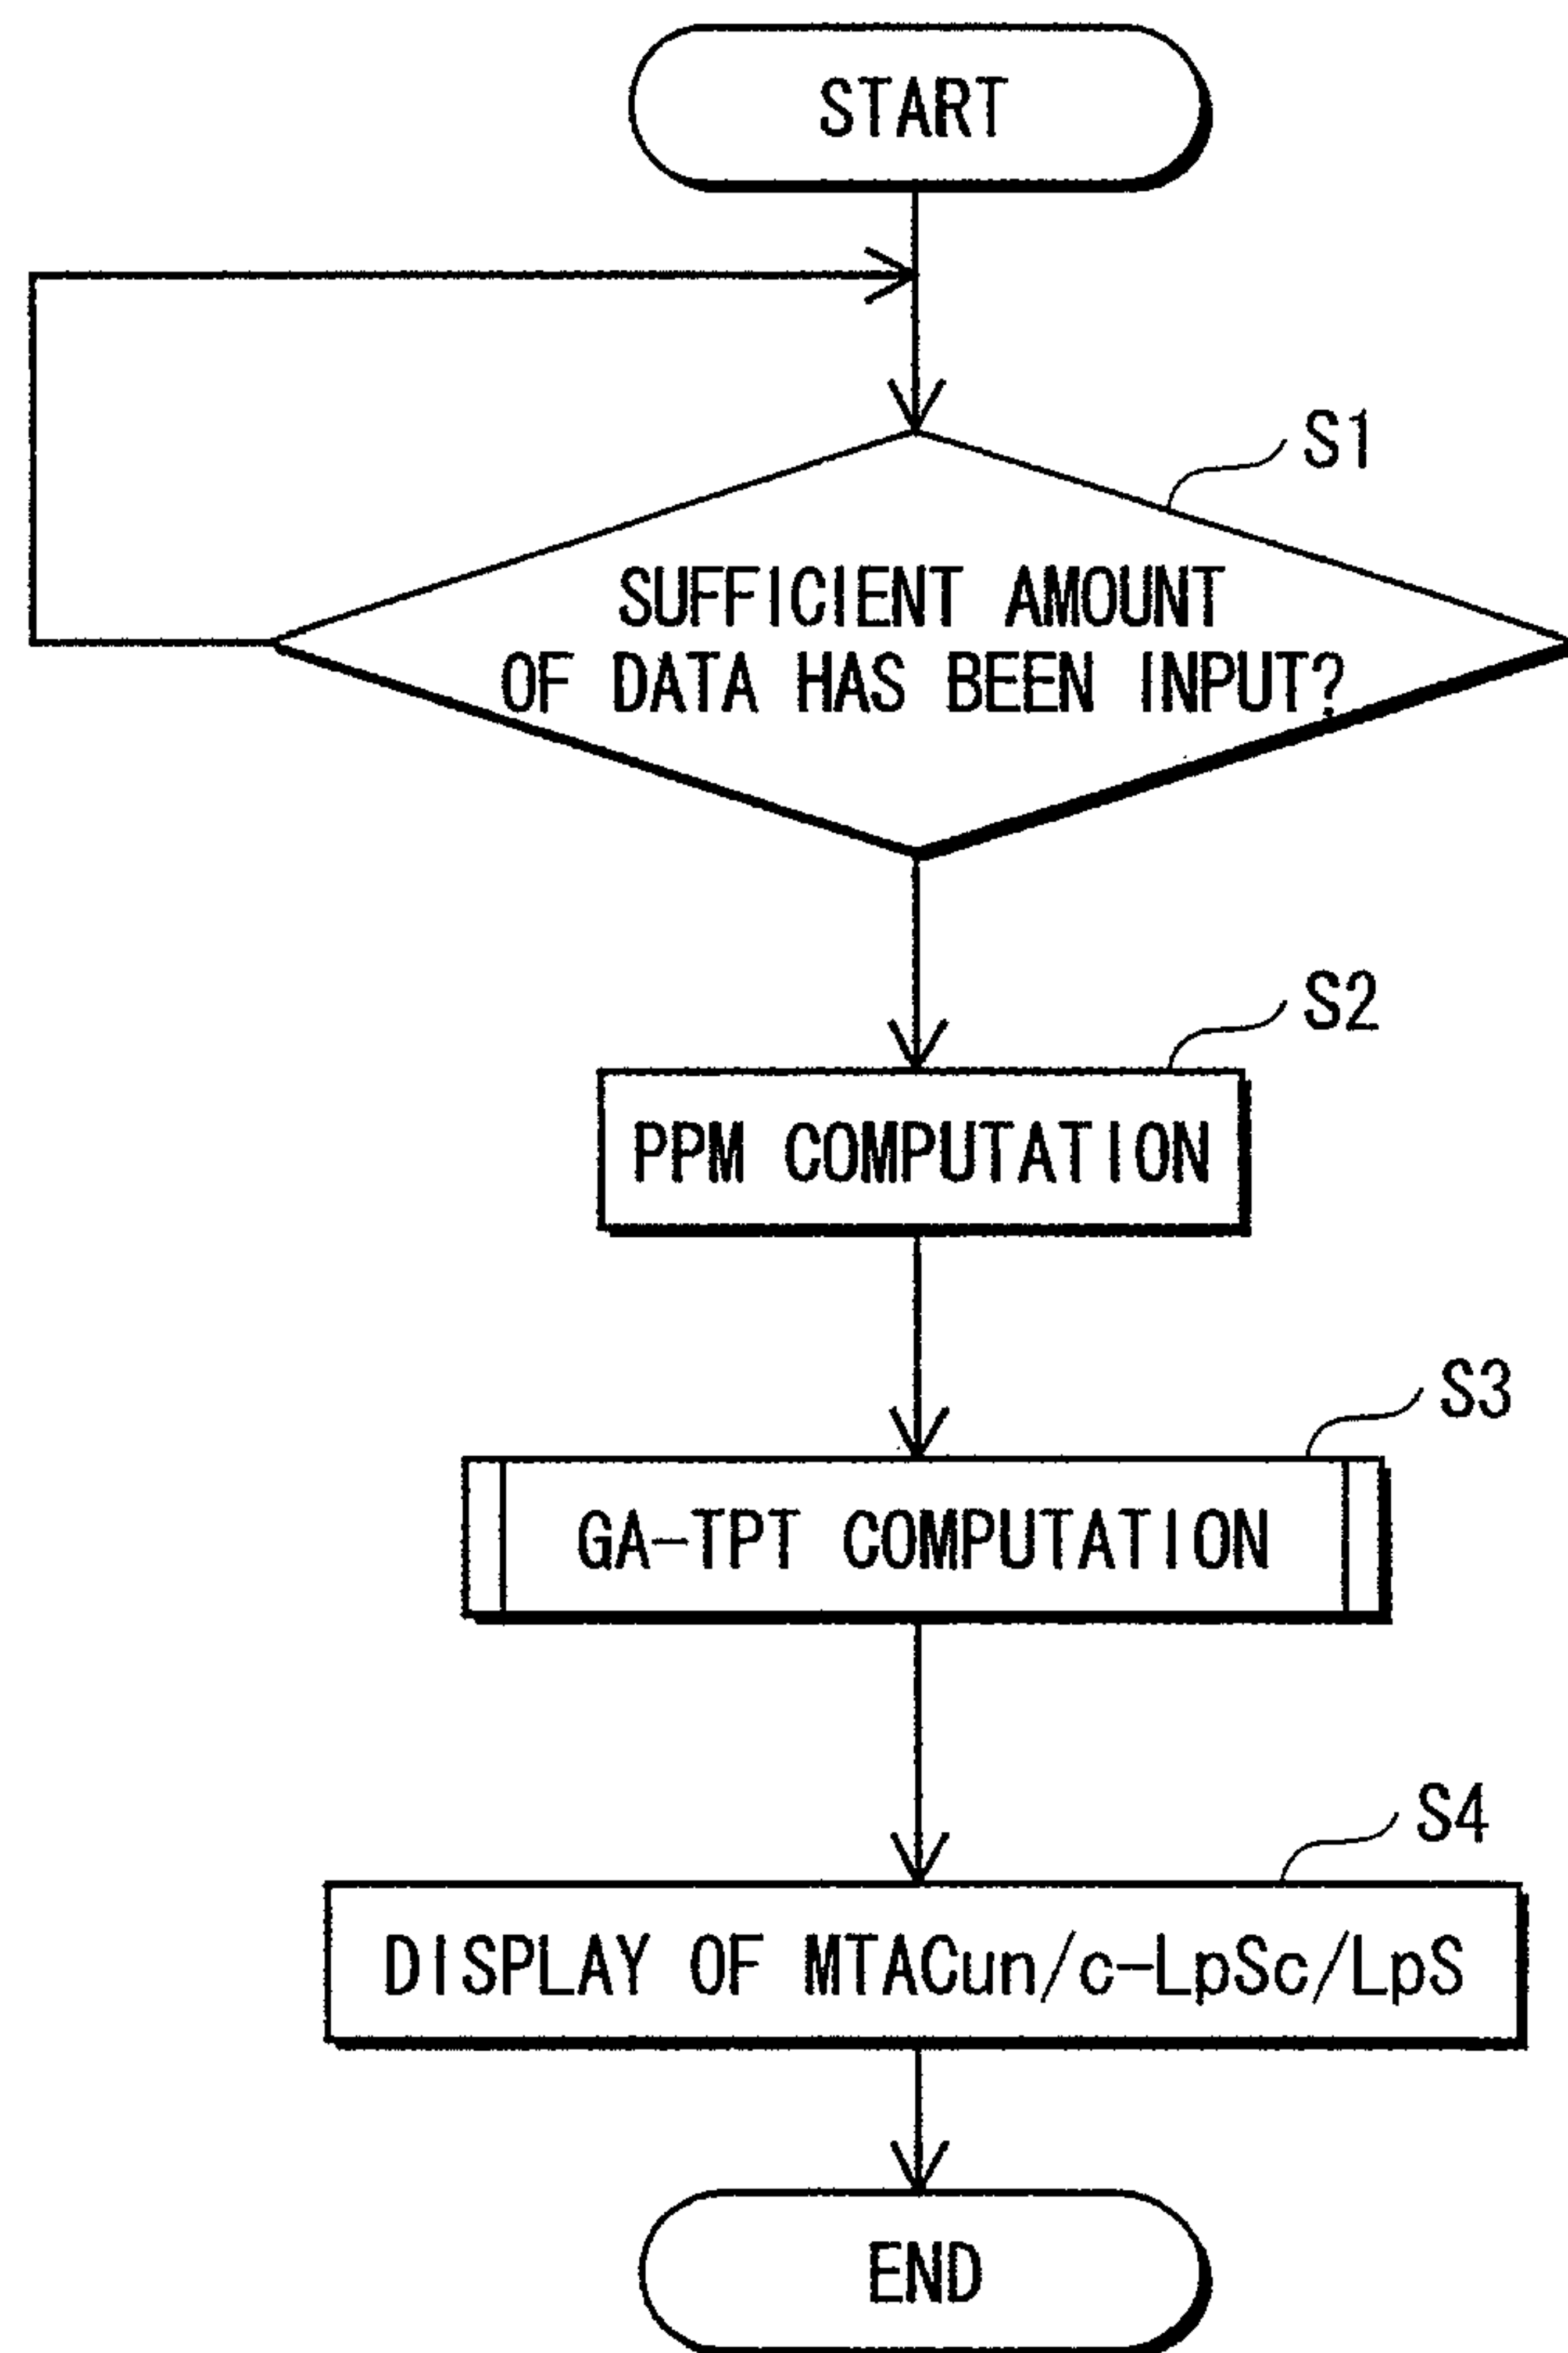 START
S1
SUFFICIENT AMOUNT
OF DATA HAS BEEN INPUT?
S2
PPM COMPUTATION
S3
GA-TPT COMPUTATION
S4
DISPLAY OF MTACun/c-LpSc/LpS
END